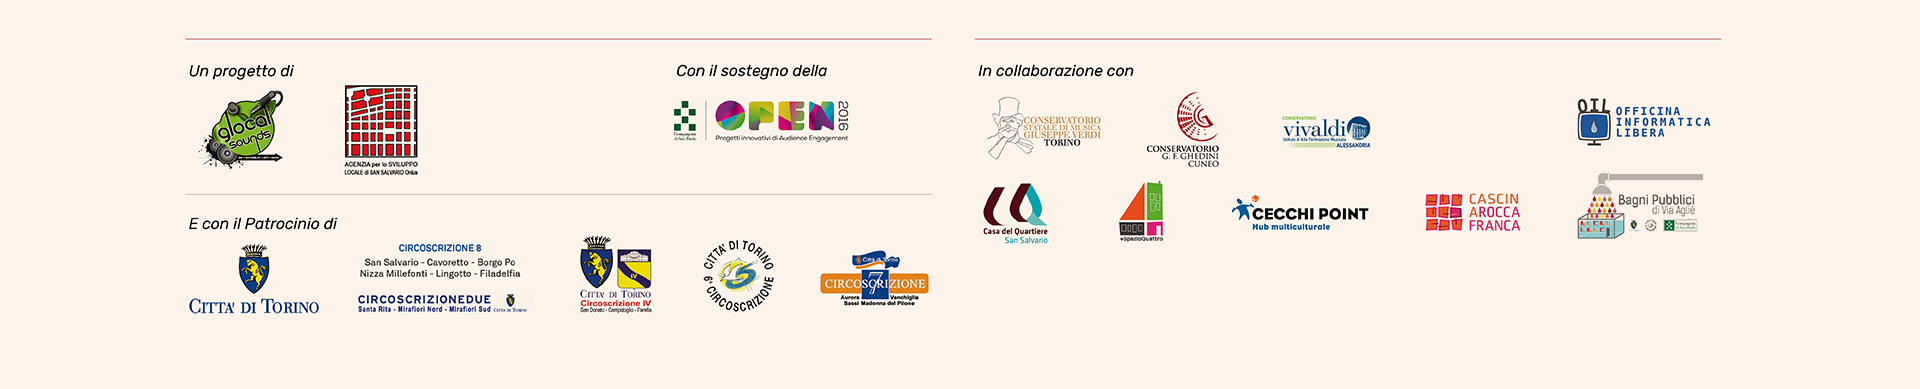 Un progetto di
glocal
sounds
AGENZIA per lo SVILUPPO
LOCALE di SAN SALVARIO Onlus
Con il sostegno della
Compagnia
di San Paolo
OPEN
2016
Progetti innovativi di Audience Engagement
E con il Patrocinio di
CITTA' DI TORINO
CIRCOSCRIZIONE 8
San Salvario - Cavoretto - Borgo Po
Nizza Millefonti - Lingotto - Filadelfia
CIRCOSCRIZIONEDUE
Santa Rita - Mirafiori Nord - Mirafiori Sud
CITTA' DI TORINO
IV
CITTA' DI TORINO
Circoscrizione IV
San Donato - Campidoglio - Parella
CITTA' DI TORINO
6ª CIRCOSCRIZIONE
Città di Torino
CIRCOSCRIZIONE
7
Aurora Vanchiglia
Sassi Madonna del Pilone
In collaborazione con
CONSERVATORIO
STATALE DI MUSICA
GIUSEPPE VERDI
TORINO
CONSERVATORIO
G. F. GHEDINI
CUNEO
CONSERVATORIO
vivaldi
Istituto di Alta Formazione Musicale
ALESSANDRIA
OIL
OFFICINA
INFORMATICA
LIBERA
Casa del Quartiere
San Salvario
+SpazioQuattro
CECCHI POINT
Hub multiculturale
CASCIN
AROCCA
FRANCA
Bagni Pubblici
di Via Agliè